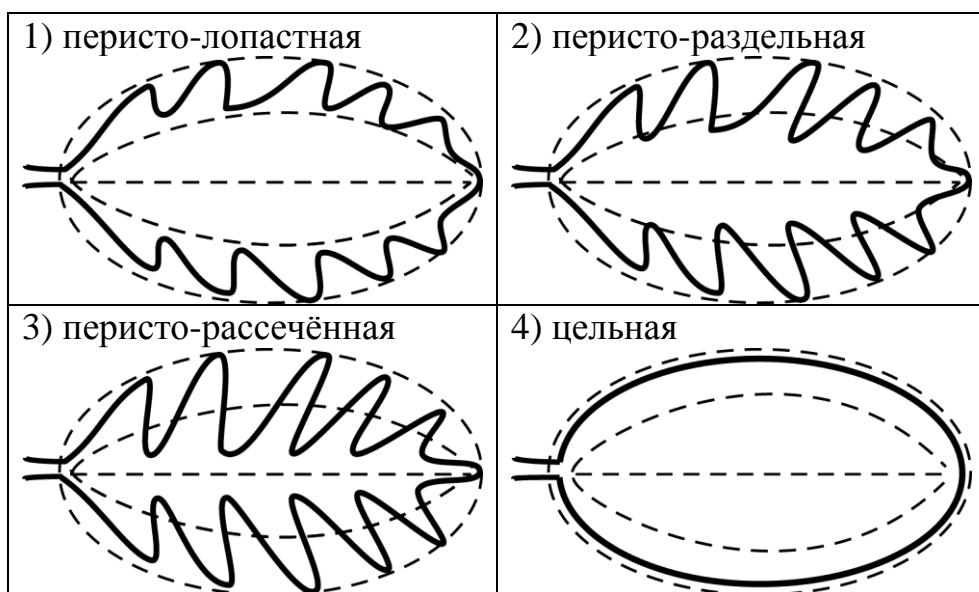 1) перисто-лопастная
2) перисто-раздельная
3) перисто-рассечённая
4) цельная